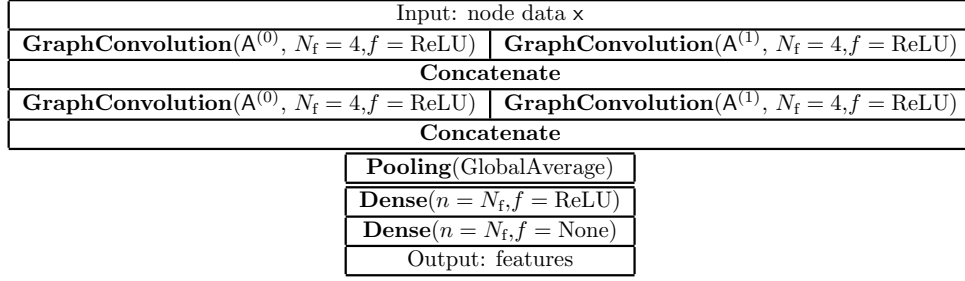 Input: node data x
GraphConvolution(A⁽⁰⁾, N_f = 4,f = ReLU) GraphConvolution(A⁽¹⁾, N_f = 4,f = ReLU)
Concatenate
GraphConvolution(A⁽⁰⁾, N_f = 4,f = ReLU) GraphConvolution(A⁽¹⁾, N_f = 4,f = ReLU)
Concatenate
Pooling(GlobalAverage)
Dense(n = N_f,f = ReLU)
Dense(n = N_f,f = None)
Output: features